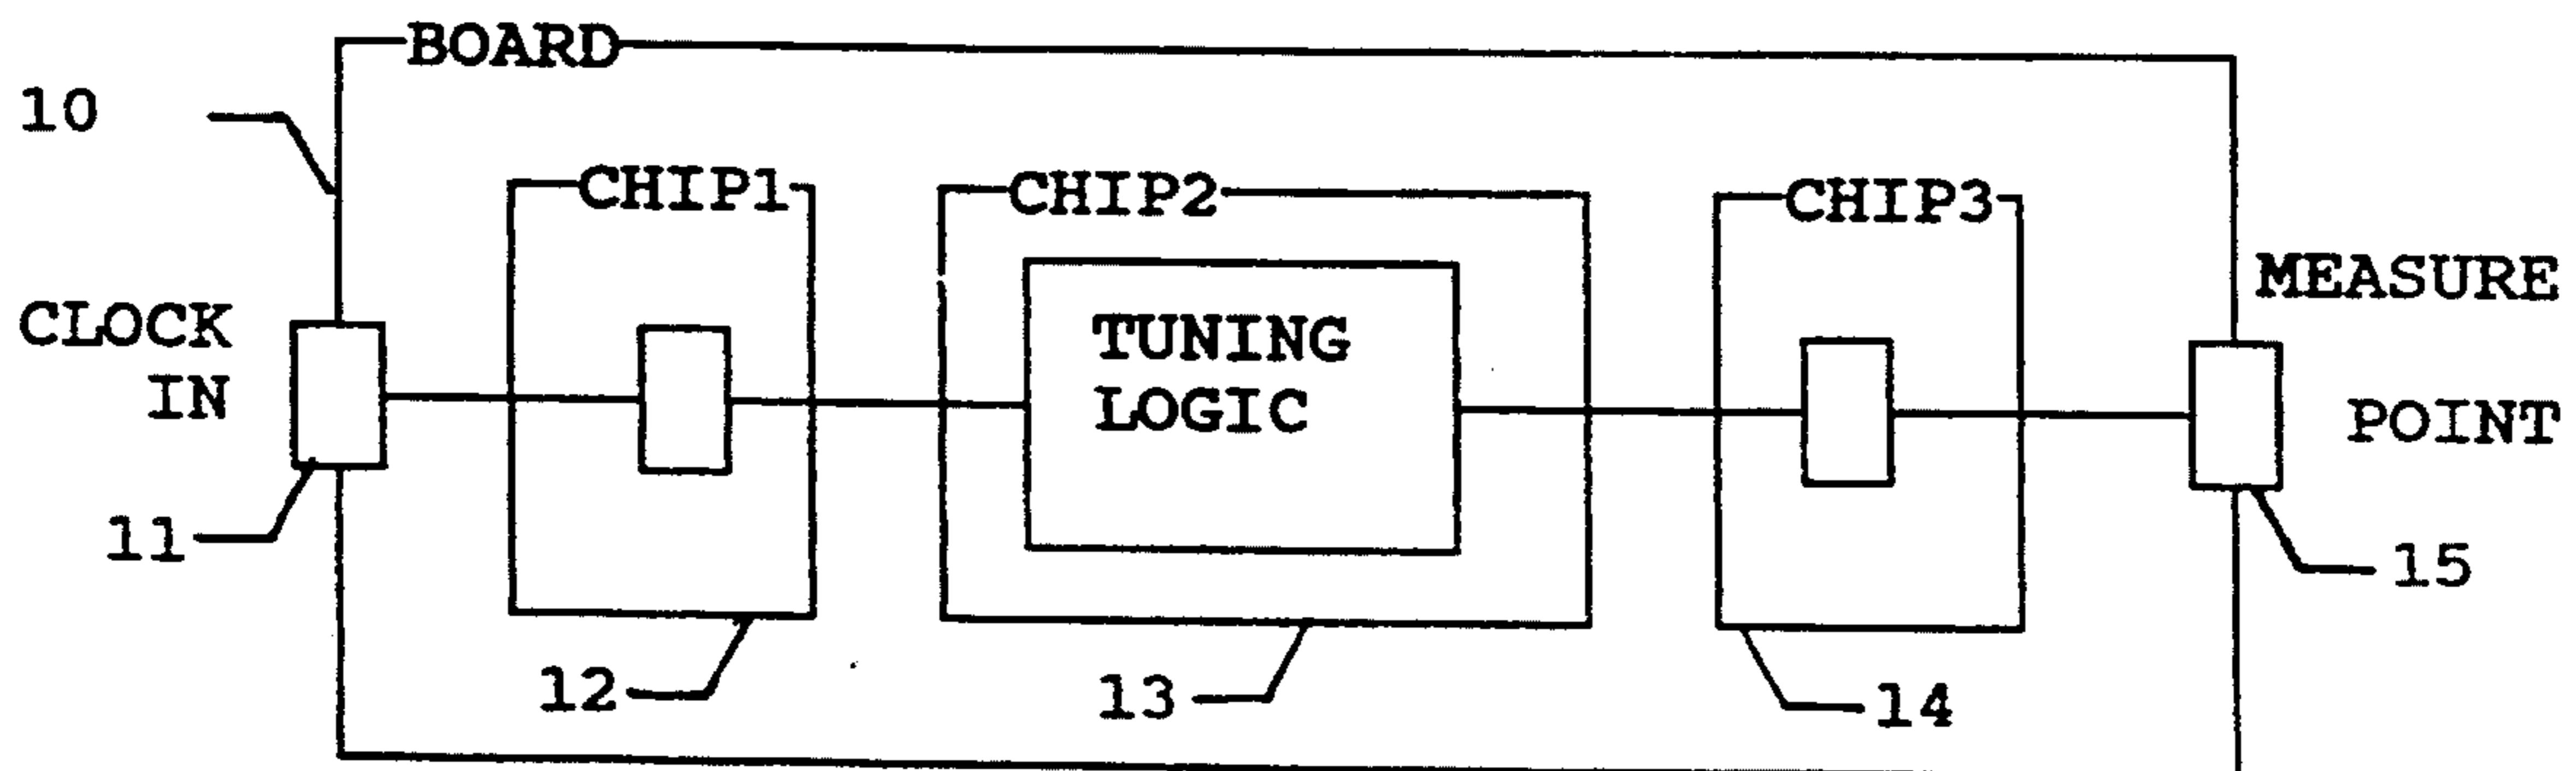 BOARD
10
CHIP1
CHIP2
CHIP3
CLOCK
IN
TUNING
LOGIC
MEASURE
POINT
11
12
13
14
15